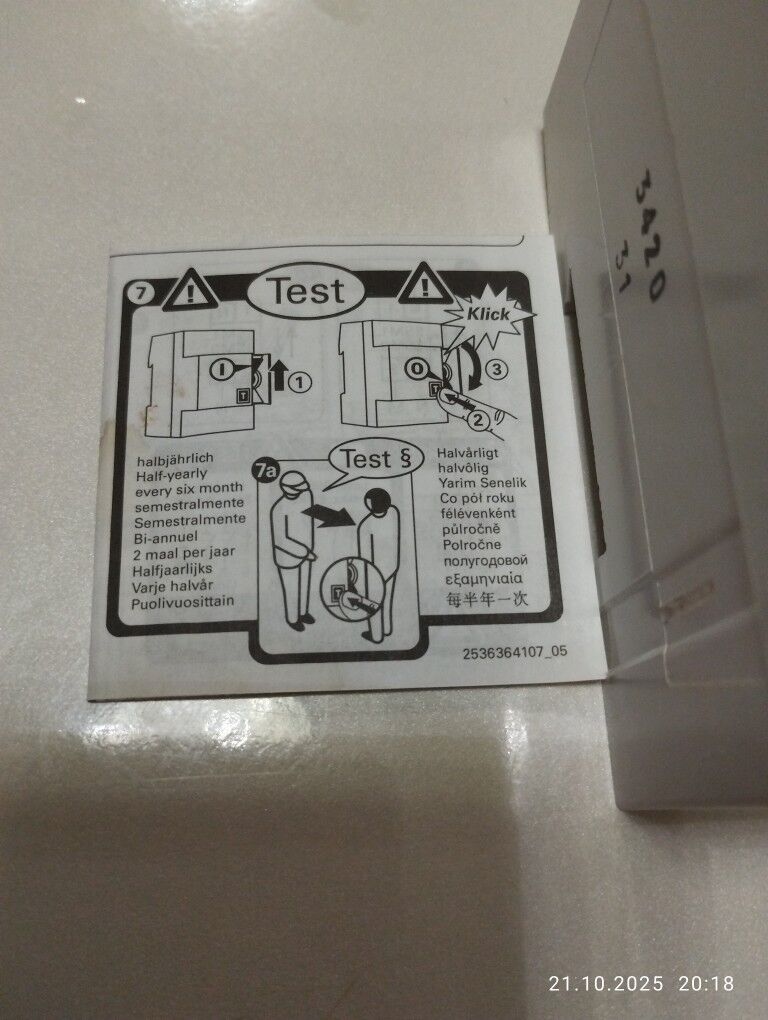 7 Test
Klick
I
1
T
O
3
T
2
halbjährlich
Half-yearly
every six month
semestralmente
Semestralmente
Bi-annuel
2 maal per jaar
Halfjaarlijks
Varje halvår
Puolivuosittain
7a Test §
Halvårligt
halvôlig
Yarim Senelik
Co pół roku
félévenként
půlročně
Polročne
полугодовой
εξαμηνιαία
每半年一次
2536364107_05
3420
31
21.10.2025 20:18